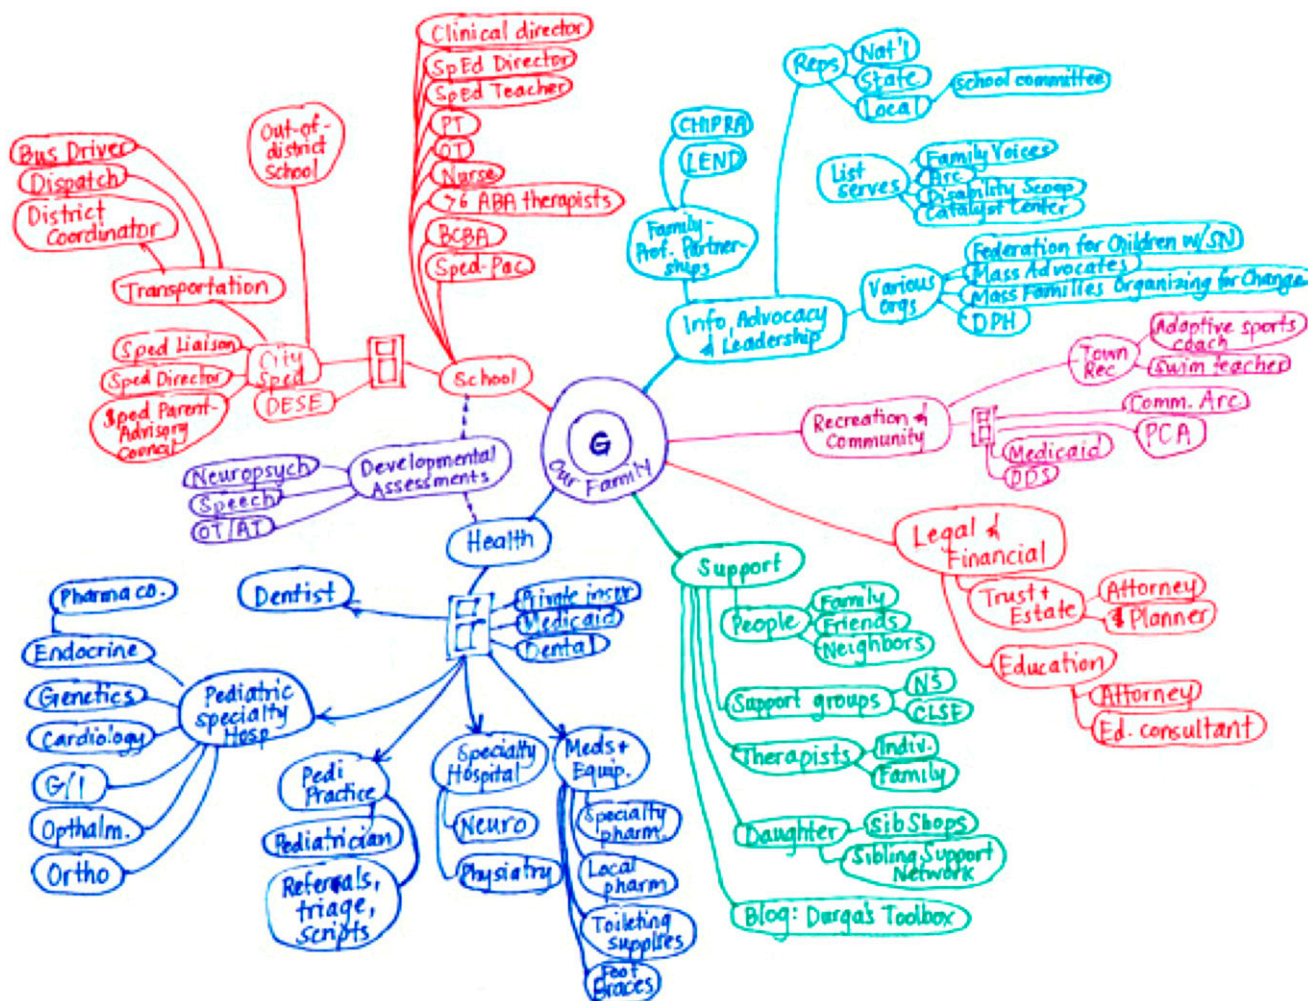 Clinical director
SpEd Director
SpEd Teacher
PT
OT
Nurse
>6 ABA therapists
BCBA
Sped-Pac
Out-of-
district
School
Bus Driver
Dispatch
District
Coordinator
Transportation
Sped Liaison
Sped Director
Sped Parent-
Advisory
Council
City
Sped
DESE
School
Reps
Nat'l
State
Local
school committee
CHIPRA
LEND
Family-
Prof. Partner-
ships
List
serves
Family Voices
Arc
Disability Scoop
Catalyst Center
Various
orgs
Federation for Children w/SN
Mass Advocates
Mass Families Organizing for Change
DPH
Info, Advocacy
& Leadership
G
Our Family
Recreation &
Community
Town
Rec
Adaptive sports
coach
Swim teacher
Comm. Arc
PCA
Medicaid
DDS
Developmental
Assessments
Neuropsych
Speech
OT/AT
Health
Dentist
Private insur
Medicaid
Dental
Pharma co.
Endocrine
Genetics
Cardiology
G/I
Opthalm.
Ortho
Pediatric
specialty
Hosp
Pedi
Practice
Pediatrician
Referrals,
triage,
scripts
Specialty
Hospital
Neuro
Physiatry
Meds +
Equip.
Specialty
pharm.
Local
pharm
Toileting
supplies
Foot
Braces
Support
People
Family
Friends
Neighbors
Support groups
NS
CLSF
Therapists
Indiv.
Family
Daughter
SibShops
Sibling Support
Network
Blog: Durga's Toolbox
Legal &
Financial
Trust +
Estate
Attorney
$ Planner
Education
Attorney
Ed. consultant